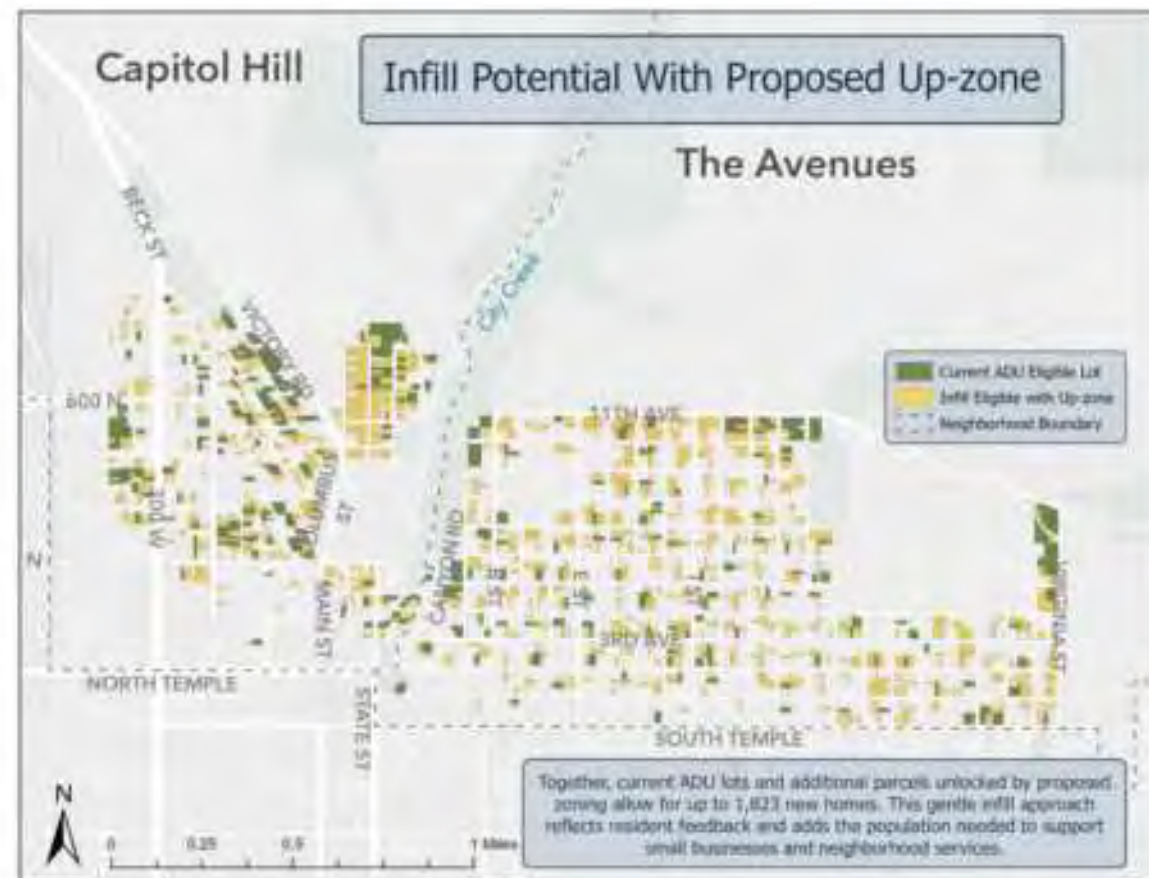 Capitol Hill
Infill Potential With Proposed Up-zone
The Avenues
BECK ST
City Creek
VICTORY RD
Current ADU Eligible Lot
Infill Eligible with Up-zone
Neighborhood Boundary
600 N
11TH AVE
300 W
ST
CANYON RD
MAIN ST
3RD AVE
VIRGINIA ST
NORTH TEMPLE
STATE ST
SOUTH TEMPLE
Together, current ADU lots and additional parcels unlocked by proposed
zoning allow for up to 1,823 new homes. This gentle infill approach
reflects resident feedback and adds the population needed to support
small businesses and neighborhood services.
N
0 0.25 0.5 1 Miles